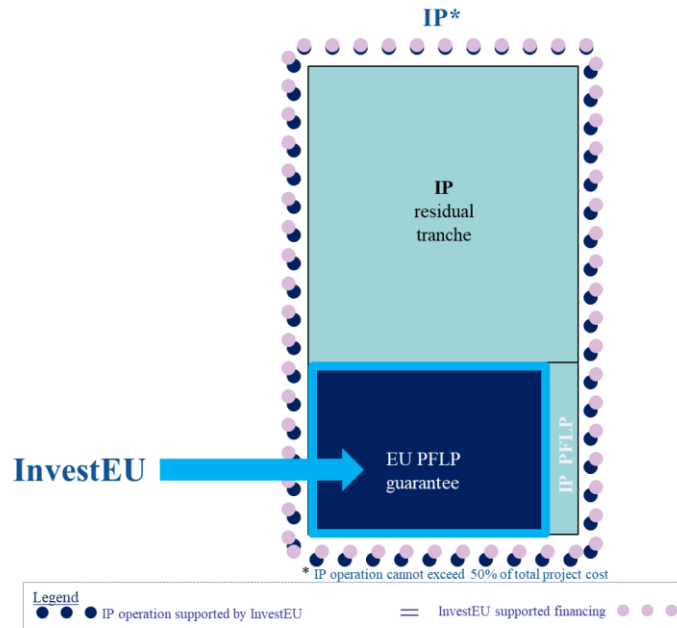 IP*
IP
residual
tranche
InvestEU
EU PFLP
guarantee
IP PFLP
* IP operation cannot exceed 50% of total project cost
Legend
IP operation supported by InvestEU = InvestEU supported financing